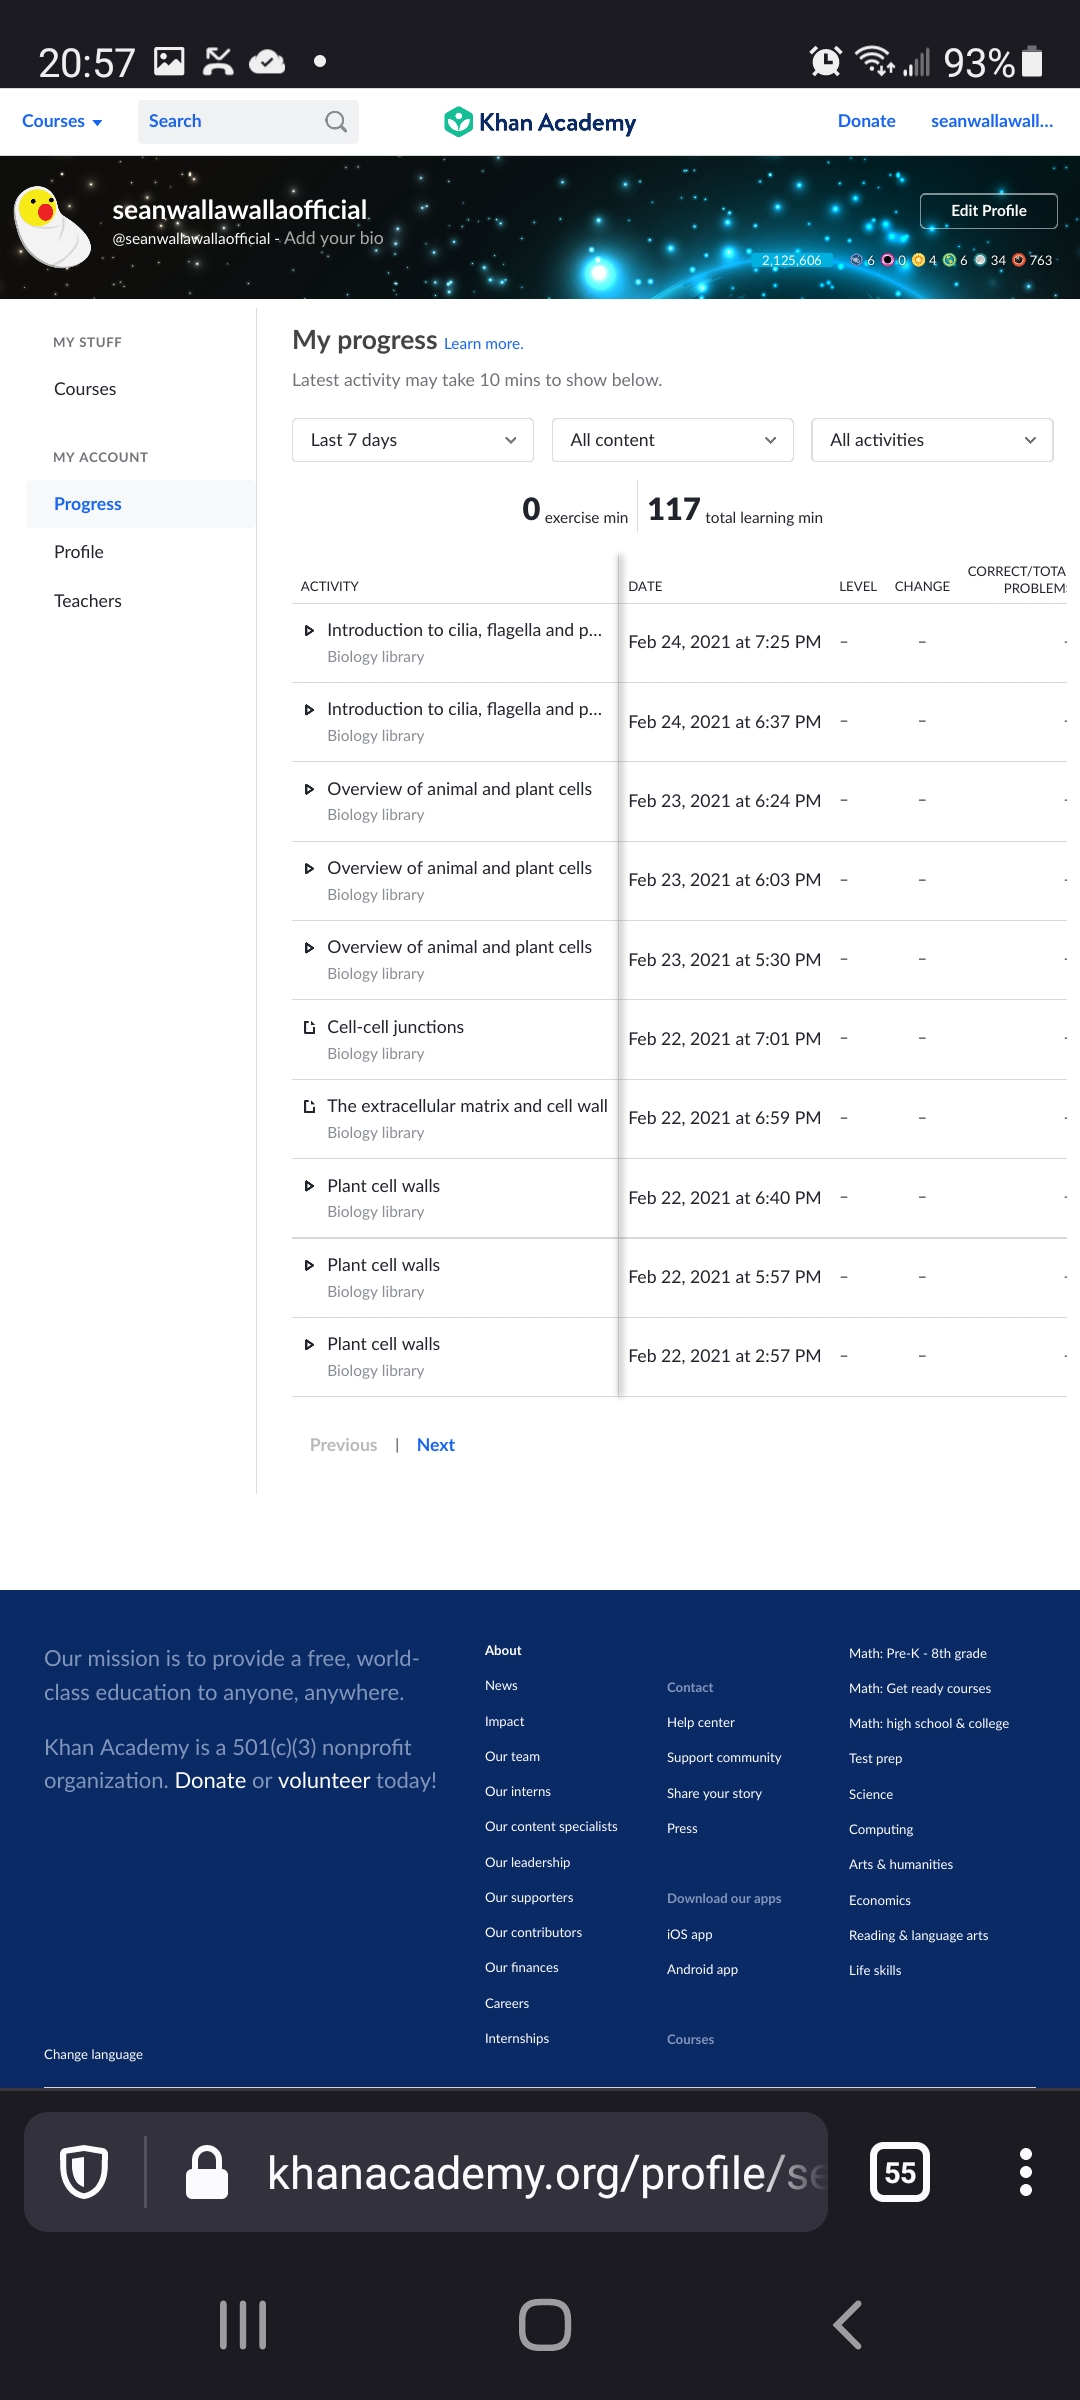 20:57 93%
Courses Search Khan Academy Donate seanwallawall...
seanwallawallaofficial
@seanwallawallaofficial - Add your bio
Edit Profile
2,125,606 6 0 4 6 34 763
MY STUFF
Courses
MY ACCOUNT
Progress
Profile
Teachers
My progress Learn more.
Latest activity may take 10 mins to show below.
Last 7 days All content All activities
0 exercise min 117 total learning min
ACTIVITY DATE LEVEL CHANGE CORRECT/TOTA
PROBLEM
Introduction to cilia, flagella and p... Feb 24, 2021 at 7:25 PM – – -
Biology library
Introduction to cilia, flagella and p... Feb 24, 2021 at 6:37 PM – – -
Biology library
Overview of animal and plant cells Feb 23, 2021 at 6:24 PM – – -
Biology library
Overview of animal and plant cells Feb 23, 2021 at 6:03 PM – – -
Biology library
Overview of animal and plant cells Feb 23, 2021 at 5:30 PM – – -
Biology library
Cell-cell junctions Feb 22, 2021 at 7:01 PM – – -
Biology library
The extracellular matrix and cell wall Feb 22, 2021 at 6:59 PM – – -
Biology library
Plant cell walls Feb 22, 2021 at 6:40 PM – – -
Biology library
Plant cell walls Feb 22, 2021 at 5:57 PM – – -
Biology library
Plant cell walls Feb 22, 2021 at 2:57 PM – – -
Biology library
Previous | Next
Our mission is to provide a free, world-
class education to anyone, anywhere.
Khan Academy is a 501(c)(3) nonprofit
organization. Donate or volunteer today!
Change language
About
News
Impact
Our team
Our interns
Our content specialists
Our leadership
Our supporters
Our contributors
Our finances
Careers
Internships
Contact
Help center
Support community
Share your story
Press
Download our apps
iOS app
Android app
Courses
Math: Pre-K - 8th grade
Math: Get ready courses
Math: high school & college
Test prep
Science
Computing
Arts & humanities
Economics
Reading & language arts
Life skills
khanacademy.org/profile/se 55